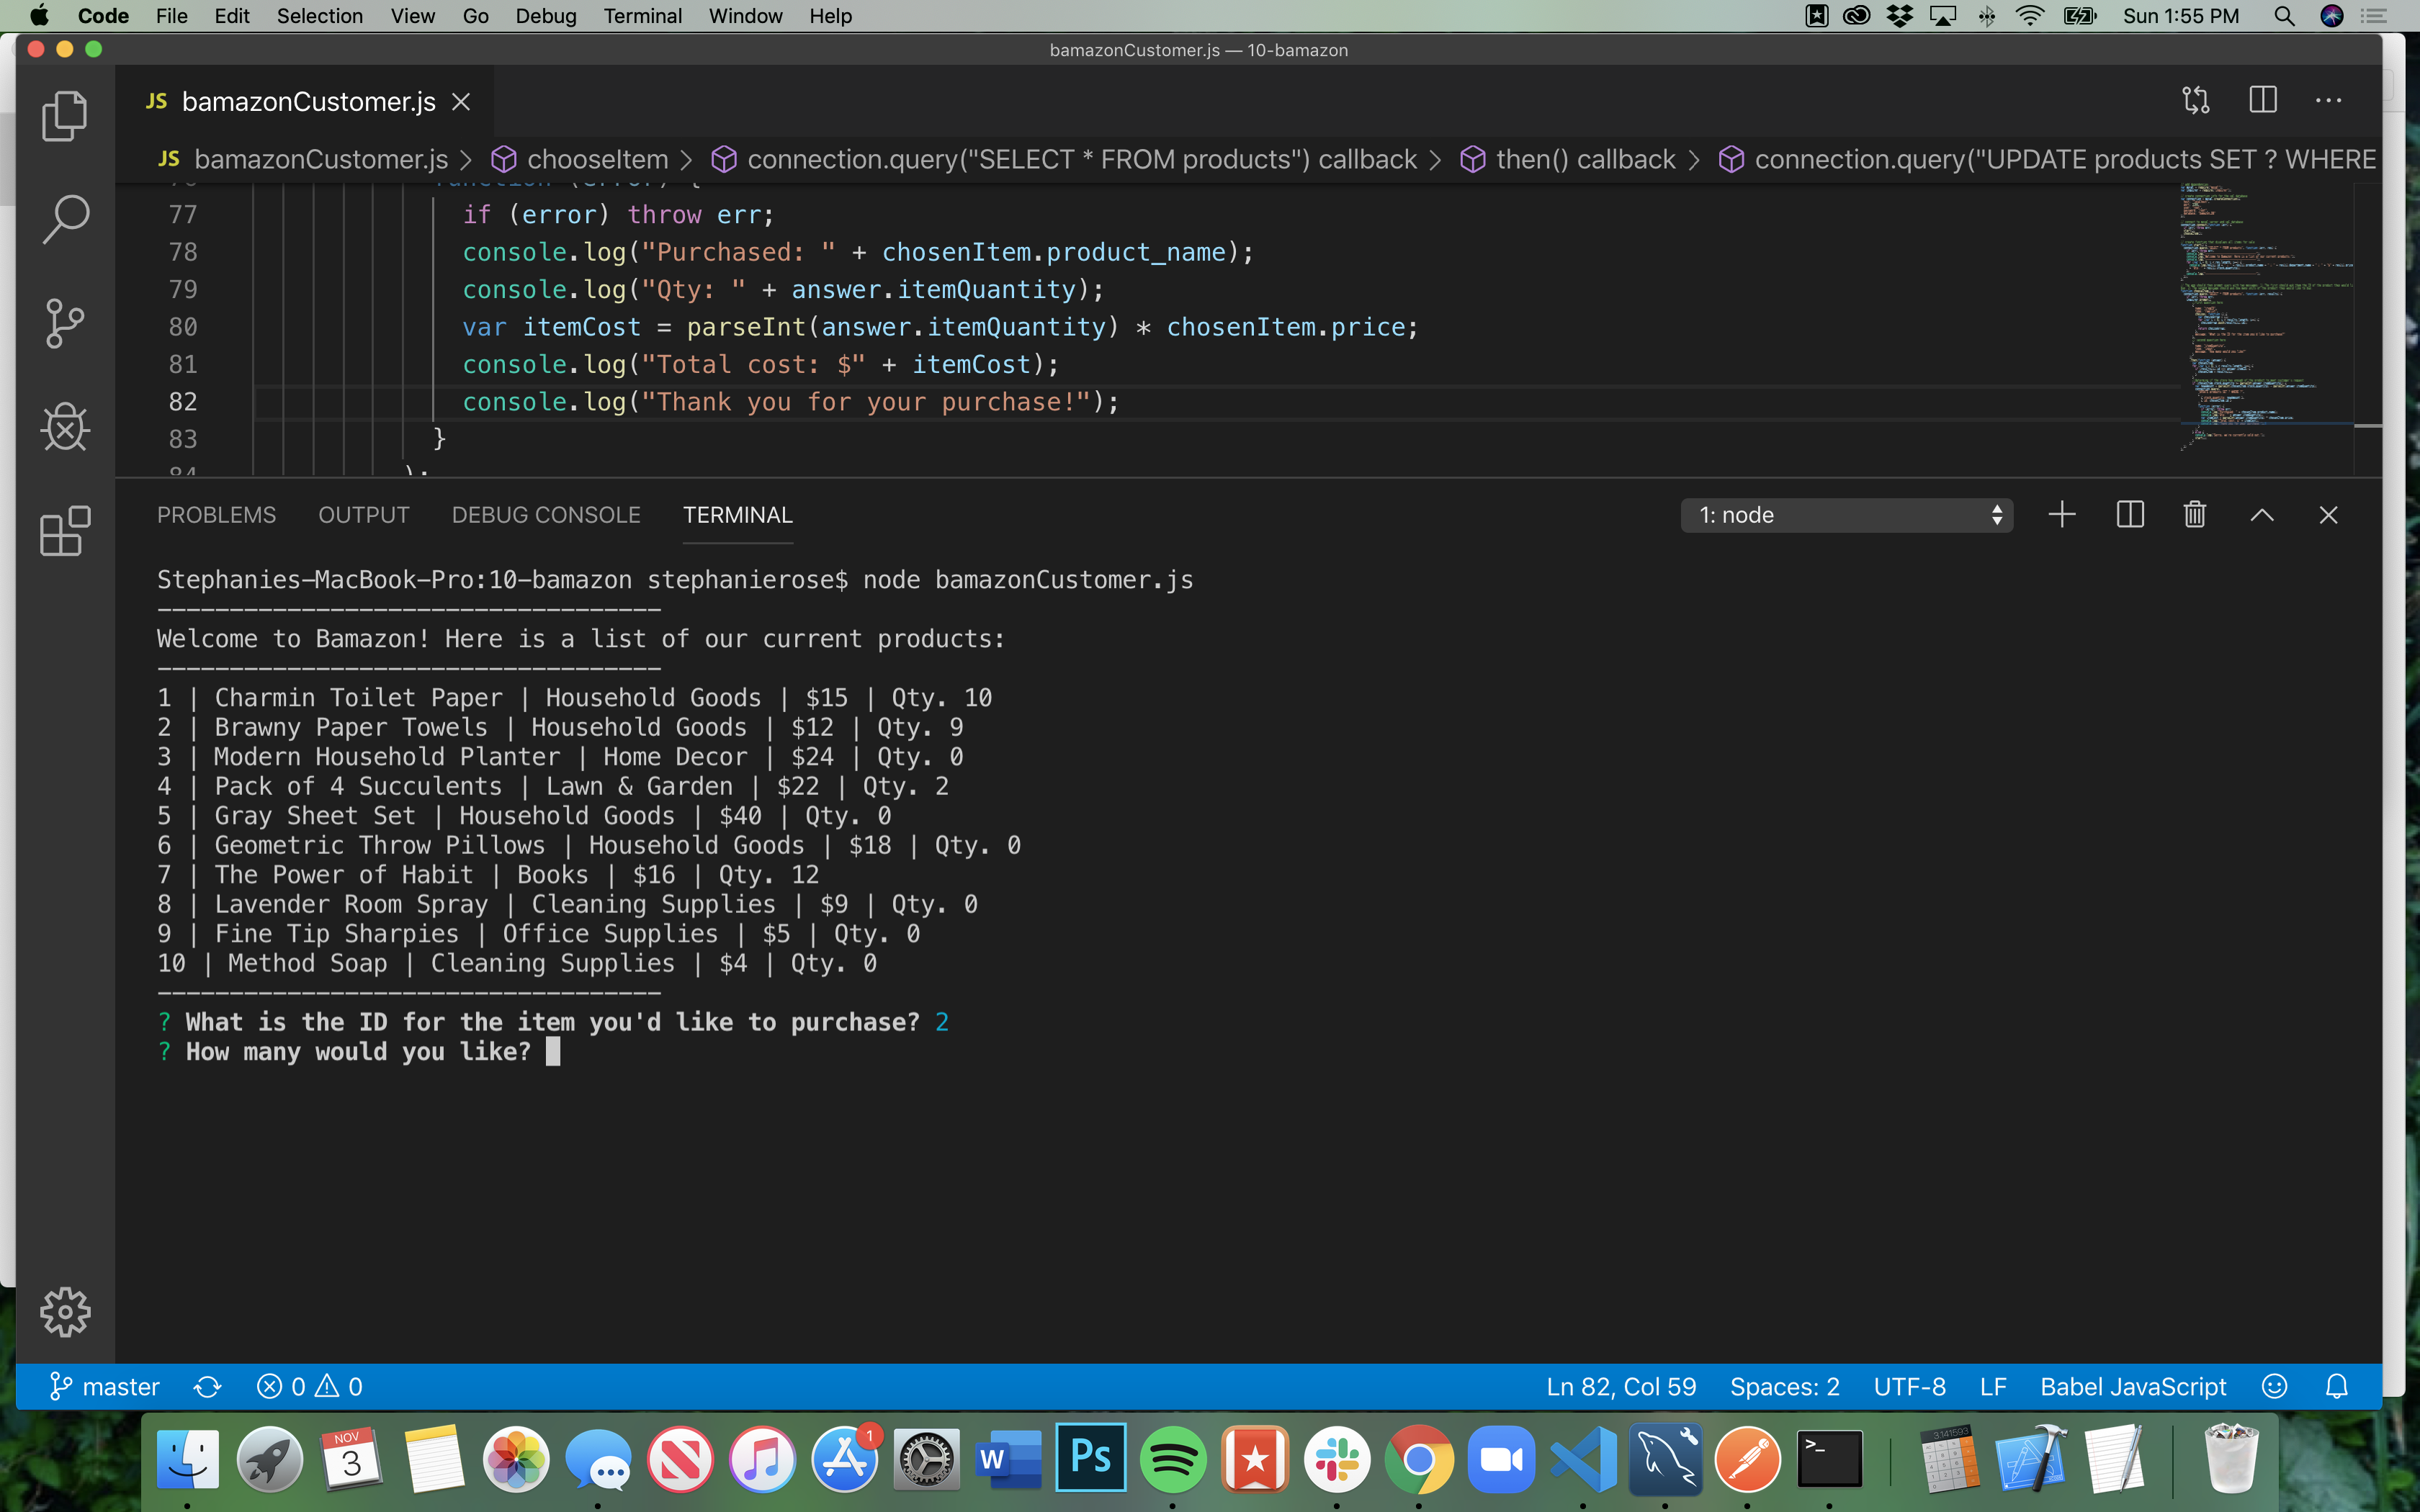 Code File Edit Selection View Go Debug Terminal Window Help Sun 1:55 PM
bamazonCustomer.js — 10-bamazon
JS bamazonCustomer.js
JS bamazonCustomer.js > chooseItem > connection.query("SELECT * FROM products") callback > then() callback > connection.query("UPDATE products SET ? WHERE
77 if (error) throw err;
78 console.log("Purchased: " + chosenItem.product_name);
79 console.log("Qty: " + answer.itemQuantity);
80 var itemCost = parseInt(answer.itemQuantity) * chosenItem.price;
81 console.log("Total cost: $" + itemCost);
82 console.log("Thank you for your purchase!");
83 }
84 );
PROBLEMS OUTPUT DEBUG CONSOLE TERMINAL 1: node
Stephanies-MacBook-Pro:10-bamazon stephanierose$ node bamazonCustomer.js
-----------------------------------
Welcome to Bamazon! Here is a list of our current products:
-----------------------------------
1 | Charmin Toilet Paper | Household Goods | $15 | Qty. 10
2 | Brawny Paper Towels | Household Goods | $12 | Qty. 9
3 | Modern Household Planter | Home Decor | $24 | Qty. 0
4 | Pack of 4 Succulents | Lawn & Garden | $22 | Qty. 2
5 | Gray Sheet Set | Household Goods | $40 | Qty. 0
6 | Geometric Throw Pillows | Household Goods | $18 | Qty. 0
7 | The Power of Habit | Books | $16 | Qty. 12
8 | Lavender Room Spray | Cleaning Supplies | $9 | Qty. 0
9 | Fine Tip Sharpies | Office Supplies | $5 | Qty. 0
10 | Method Soap | Cleaning Supplies | $4 | Qty. 0
-----------------------------------
? What is the ID for the item you'd like to purchase? 2
? How many would you like?
master 0 0 Ln 82, Col 59 Spaces: 2 UTF-8 LF Babel JavaScript
NOV
3
1
W
Ps
>_
3.141593